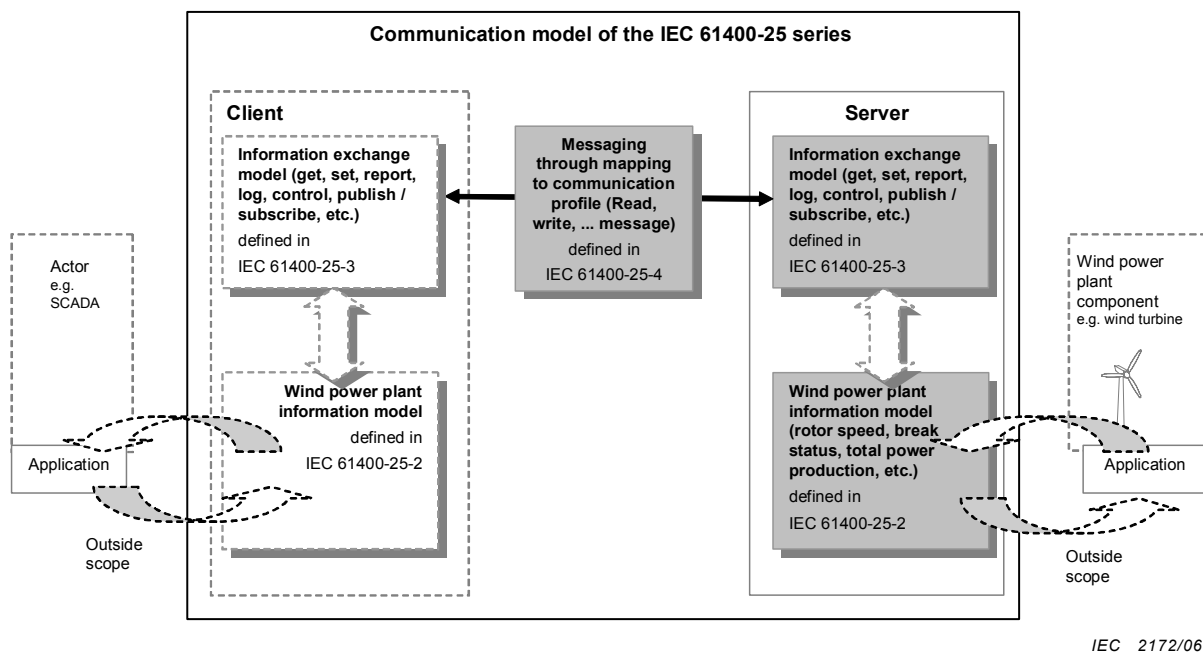 Communication model of the IEC 61400-25 series
Client
Information exchange
model (get, set, report,
log, control, publish /
subscribe, etc.)
defined in
IEC 61400-25-3
Messaging
through mapping
to communication
profile (Read,
write, ... message)
defined in
IEC 61400-25-4
Server
Information exchange
model (get, set, report,
log, control, publish /
subscribe, etc.)
defined in
IEC 61400-25-3
Actor
e.g.
SCADA
Application
Outside
scope
Wind power plant
information model
defined in
IEC 61400-25-2
Wind power plant
information model
(rotor speed, break
status, total power
production, etc.)
defined in
IEC 61400-25-2
Wind power
plant
component
e.g. wind turbine
Application
Outside
scope
IEC 2172/06